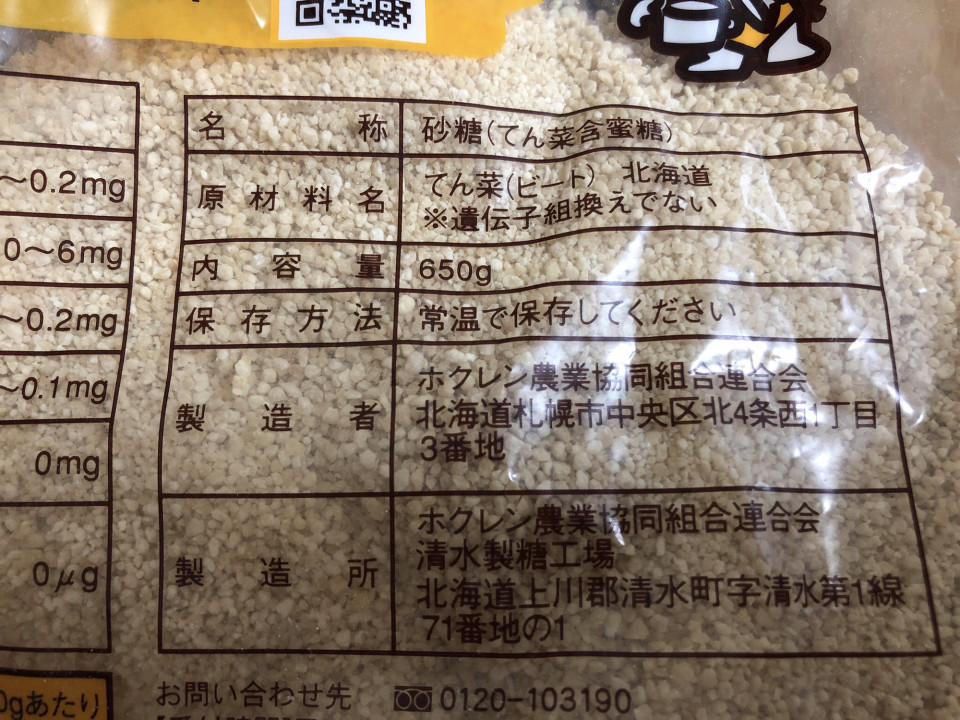 名称 砂糖(てん菜含蜜糖)
原材料名 てん菜(ビート) 北海道
※遺伝子組換えでない
内容量 650g
保存方法 常温で保存してください
製造者 ホクレン農業協同組合連合会
北海道札幌市中央区北4条西1丁目
3番地
製造所 ホクレン農業協同組合連合会
清水製糖工場
北海道上川郡清水町字清水第1線
71番地の1
お問い合わせ先 0120-103190
〜0.2mg
0〜6mg
〜0.2mg
〜0.1mg
0mg
0μg
0gあたり